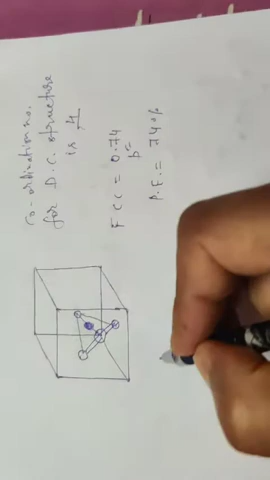 Co-ordination no.
for D.C. structure
is 4
FCC = 0.74
P.F. = 74%